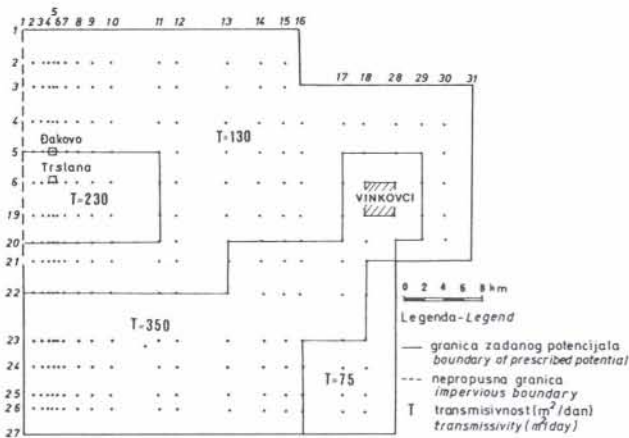 5
1 2 3 4 6 7 8 9 10 11 12 13 14 15 16
1
2
3
17 18 28 29 30 31
4
T=130
Đakovo
5
Trslana
6
T=230
VINKOVCI
19
20
21
0 2 4 6 8 km
22
Legenda-Legend
T=350
23
granica zadanog potencijala
boundary of prescribed potential
24
T=75
nepropusna granica
impervious boundary
25
T transmisivnost (m²/dan)
26
transmissivity (m²/day)
27